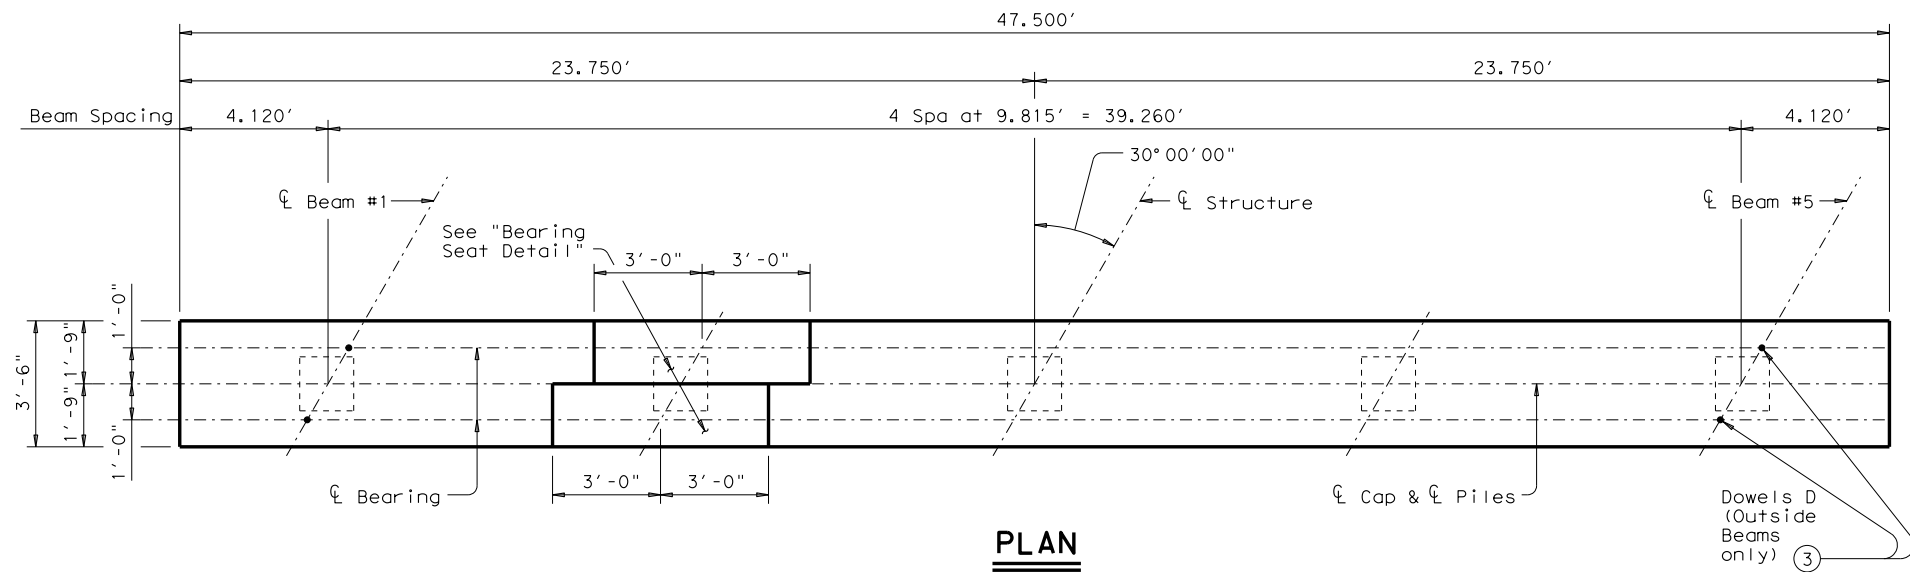 47.500'
23.750' 23.750'
Beam Spacing 4.120' 4 Spa at 9.815' = 39.260' 4.120'
30°00'00"
℄ Beam #1 ℄ Structure ℄ Beam #5
See "Bearing
Seat Detail"
3'-0" 3'-0"
3'-6"
1'-9"
1'-9"
1'-0"
1'-0"
3'-0" 3'-0"
℄ Bearing ℄ Cap & ℄ Piles
Dowels D
(Outside
Beams
only) 3
PLAN